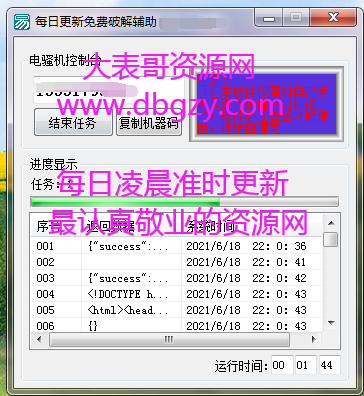 每日更新免费破解辅助
电骚机控制台
大表哥资源网
www.dbgzy.com
结束任务
复制机器码
进度显示
任务:
每日凌晨准时更新
最认真敬业的资源网
序号 返回数据 系统时间
001 {"success":... 2021/6/18 22: 0: 36
002 2021/6/18 22: 0: 41
003 {"success":... 2021/6/18 22: 0: 42
004 <!DOCTYPE h... 2021/6/18 22: 0: 43
005 <html><head... 2021/6/18 22: 0: 43
006 {} 2021/6/18 22: 0: 43
运行时间: 00 01 44